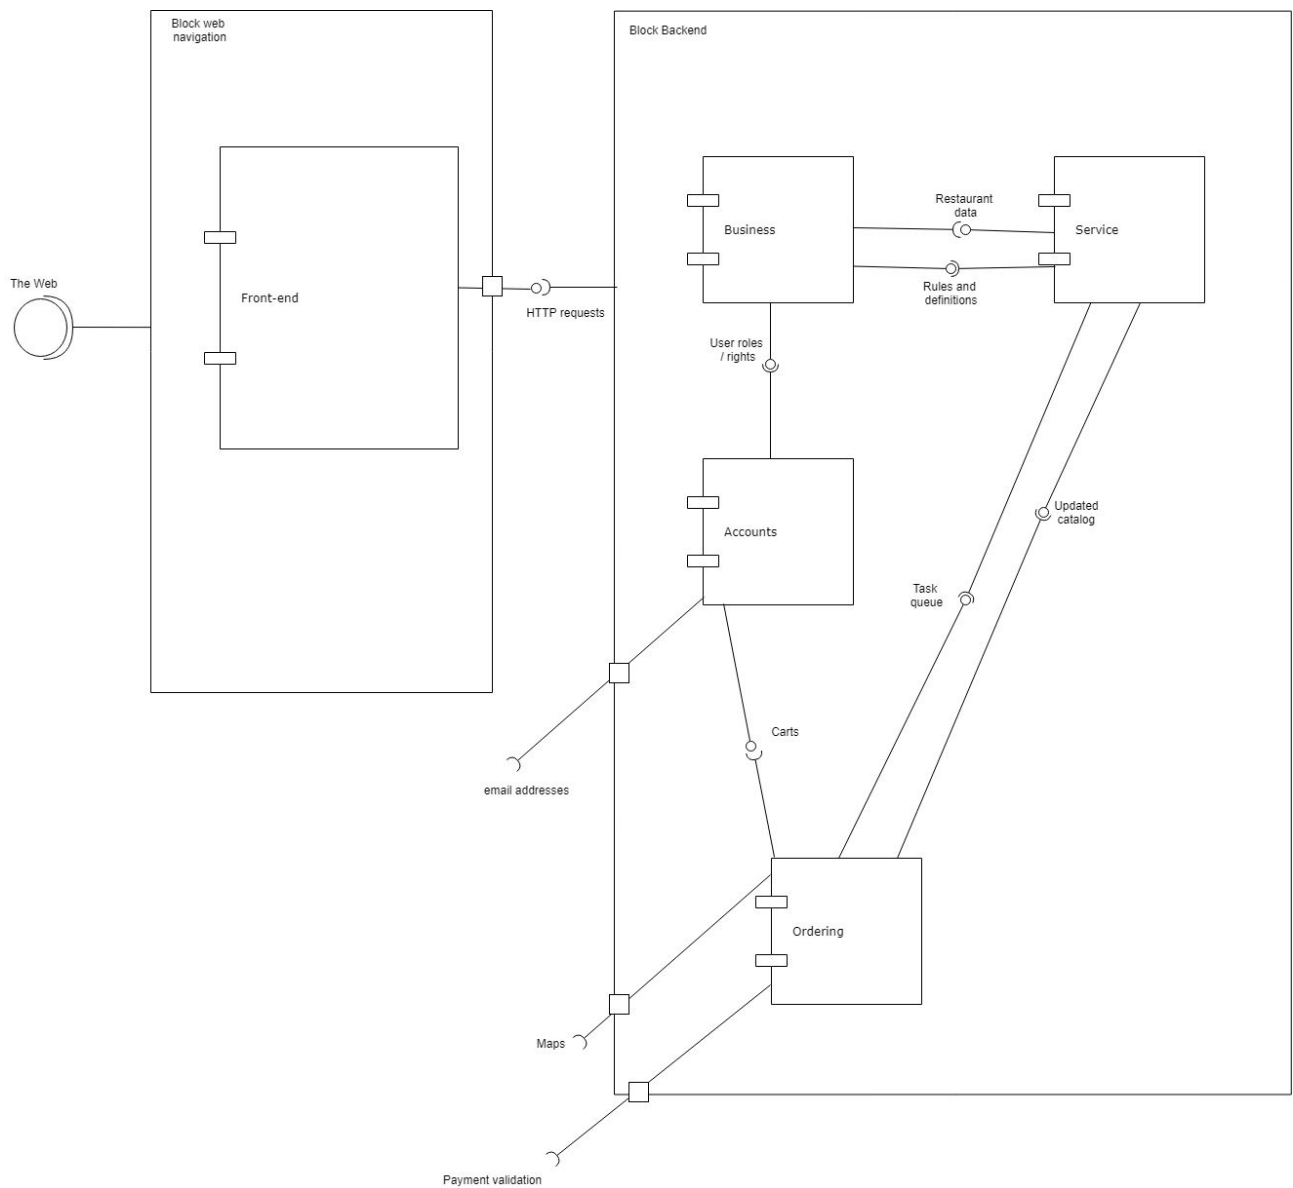 Block web
navigation
Block Backend
Restaurant
data
Business
Service
The Web
Front-end
Rules and
definitions
HTTP requests
User roles
/ rights
Updated
catalog
Accounts
Task
queue
Carts
email addresses
Ordering
Maps
Payment validation